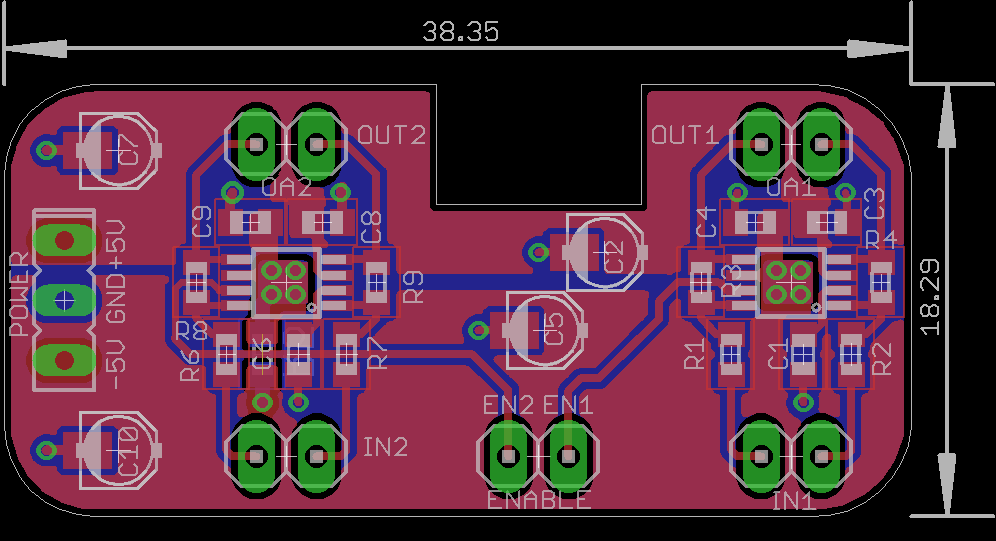 38.35
C7
OUT2
OUT1
OA2
OA1
C9
C8
C4
C3
+5V
R4
C2
POWER
GND
R9
R3
18.29
R8
C5
-5V
R6
R7
R1
C1
R2
EN2
EN1
C10
IN2
ENABLE
IN1